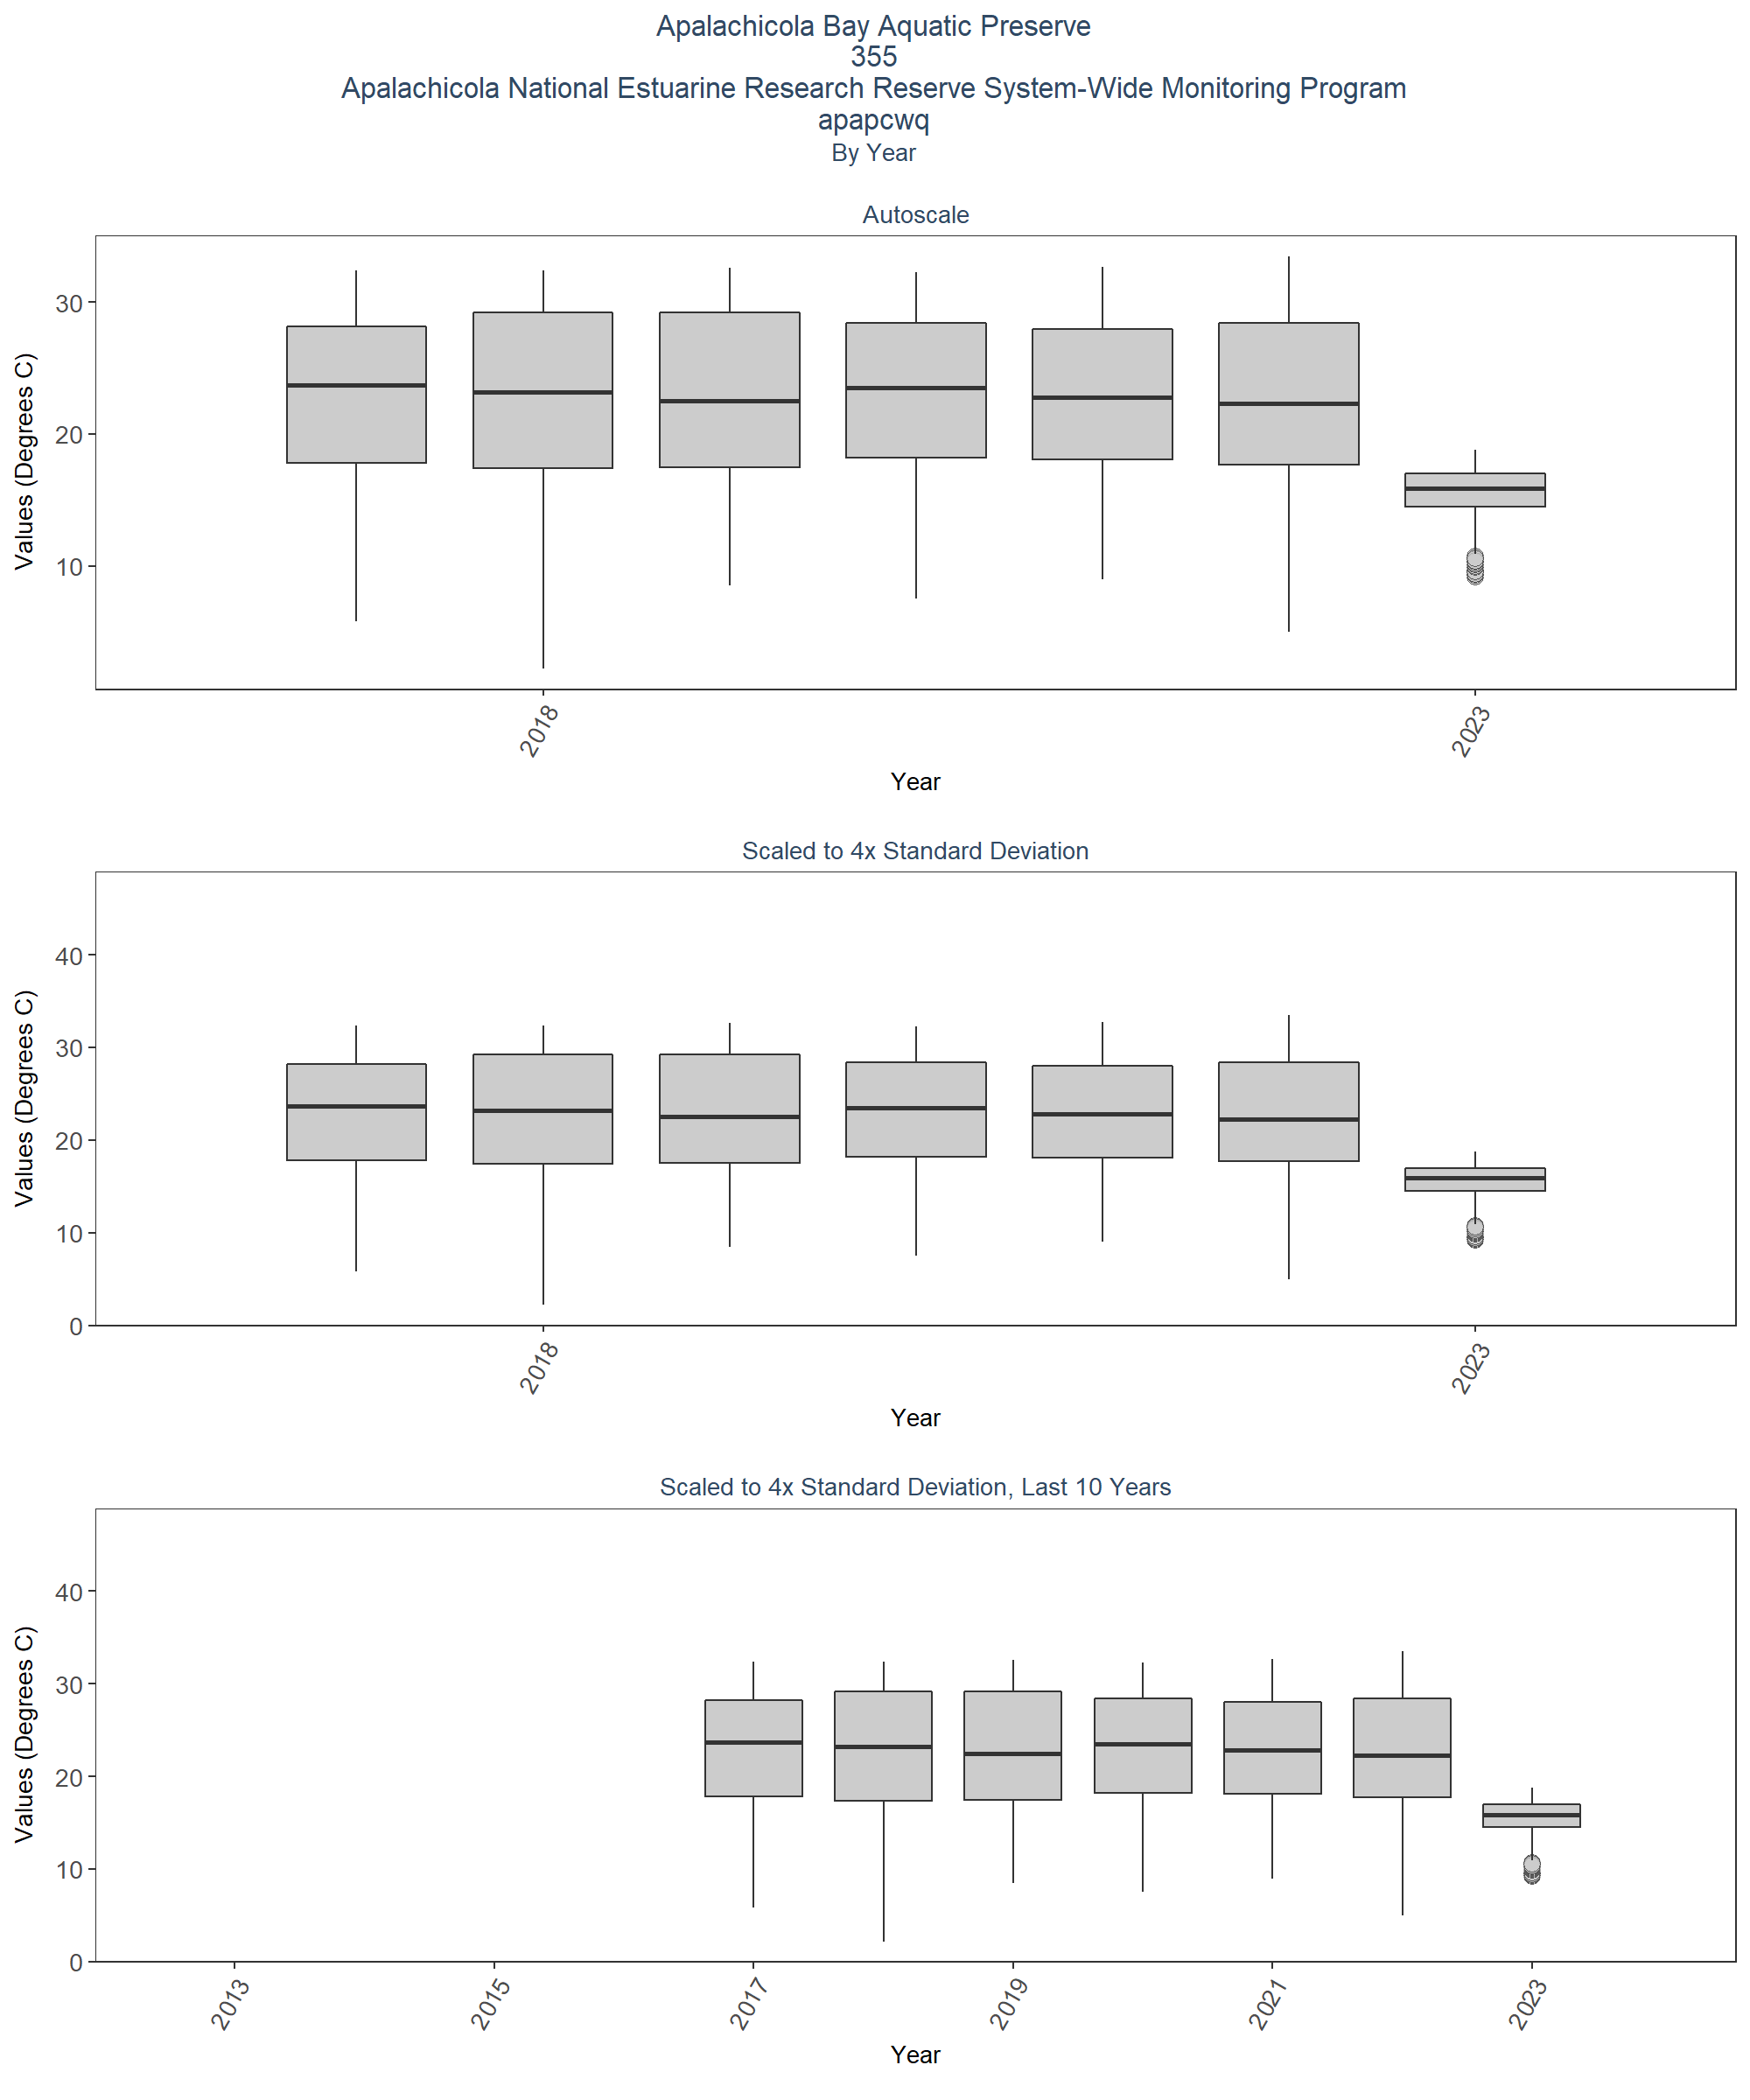 Apalachicola Bay Aquatic Preserve
355
Apalachicola National Estuarine Research Reserve System-Wide Monitoring Program
apapcwq
By Year
Autoscale
Values (Degrees C)
30
20
10
2018
2023
Year
Scaled to 4x Standard Deviation
Values (Degrees C)
40
30
20
10
0
2018
2023
Year
Scaled to 4x Standard Deviation, Last 10 Years
Values (Degrees C)
40
30
20
10
0
2013
2015
2017
2019
2021
2023
Year